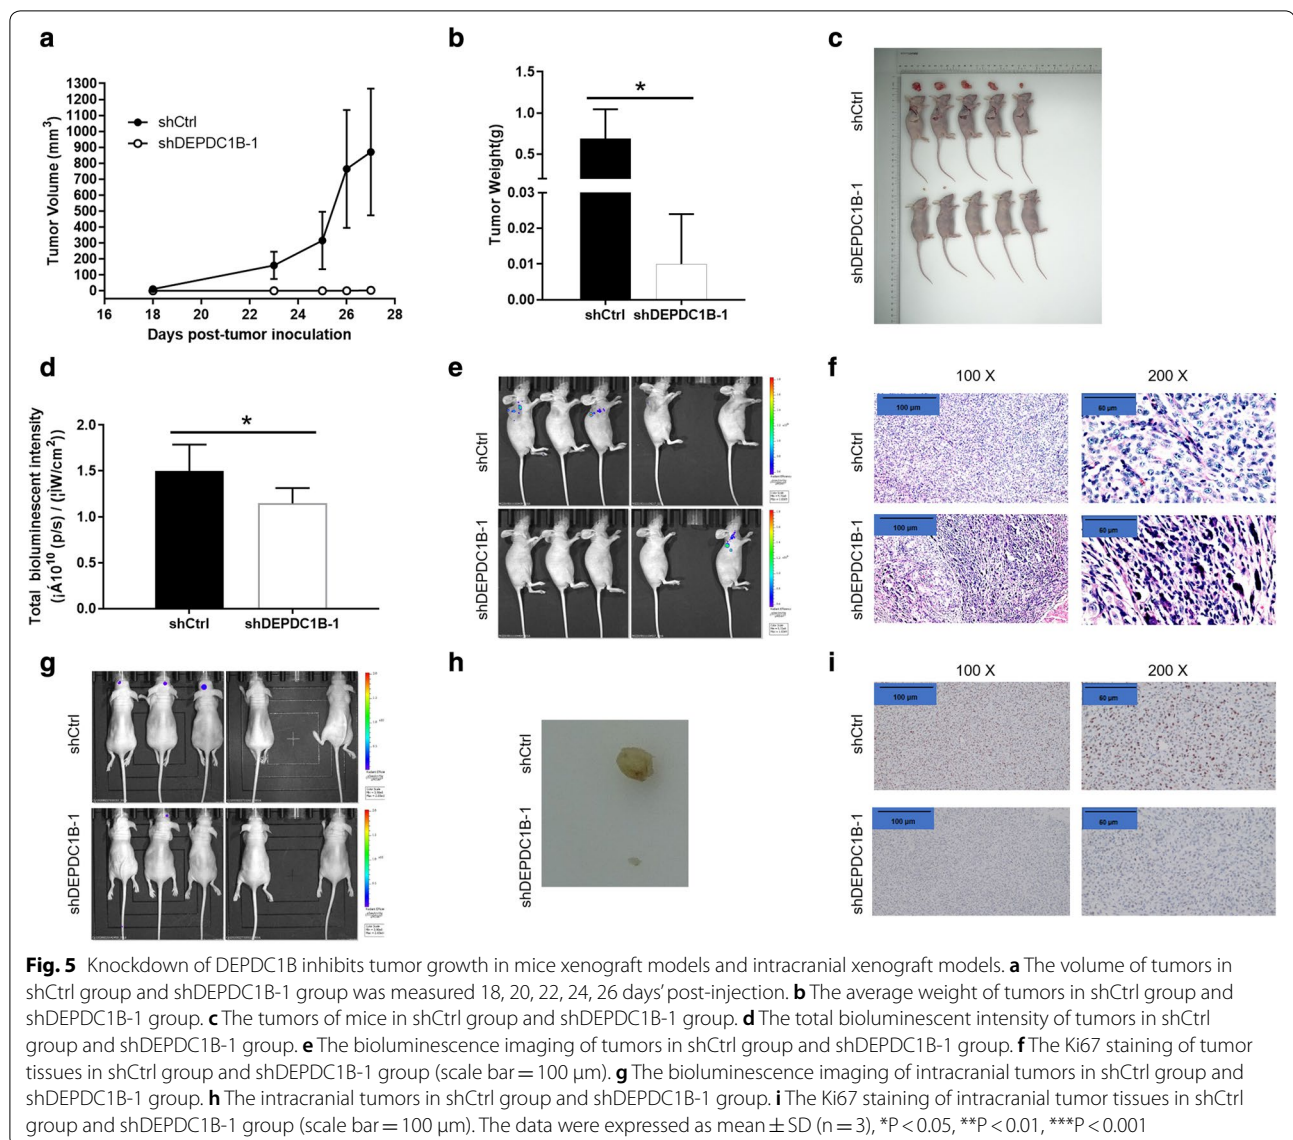 a
b
c
1300
1200
1100
1000
900
800
700
600
500
400
300
200
100
0
Tumor Volume (mm3)
shCtrl
shDEPDC1B-1
16 18 20 22 24 26 28
Days post-tumor inoculation
1.5
1.0
0.5
0.03
0.02
0.01
0.00
Tumor Weight(g)
*
shCtrl shDEPDC1B-1
shCtrl
shDEPDC1B-1
d
e
f
2.0
1.5
1.0
0.5
0.0
Total bioluminescent intensity
(¡Á10^10 (p/s) / (¡ìW/cm^2))
*
shCtrl shDEPDC1B-1
shCtrl
shDEPDC1B-1
100 X 200 X
shCtrl
shDEPDC1B-1
100 µm
100 µm
g
h
i
shCtrl
shDEPDC1B-1
shCtrl
shDEPDC1B-1
100 X 200 X
shCtrl
shDEPDC1B-1
100 µm
100 µm
Fig. 5 Knockdown of DEPDC1B inhibits tumor growth in mice xenograft models and intracranial xenograft models. a The volume of tumors in
shCtrl group and shDEPDC1B-1 group was measured 18, 20, 22, 24, 26 days' post-injection. b The average weight of tumors in shCtrl group and
shDEPDC1B-1 group. c The tumors of mice in shCtrl group and shDEPDC1B-1 group. d The total bioluminescent intensity of tumors in shCtrl
group and shDEPDC1B-1 group. e The bioluminescence imaging of tumors in shCtrl group and shDEPDC1B-1 group. f The Ki67 staining of tumor
tissues in shCtrl group and shDEPDC1B-1 group (scale bar = 100 µm). g The bioluminescence imaging of intracranial tumors in shCtrl group and
shDEPDC1B-1 group. h The intracranial tumors in shCtrl group and shDEPDC1B-1 group. i The Ki67 staining of intracranial tumor tissues in shCtrl
group and shDEPDC1B-1 group (scale bar = 100 µm). The data were expressed as mean ± SD (n = 3), *P < 0.05, **P < 0.01, ***P < 0.001